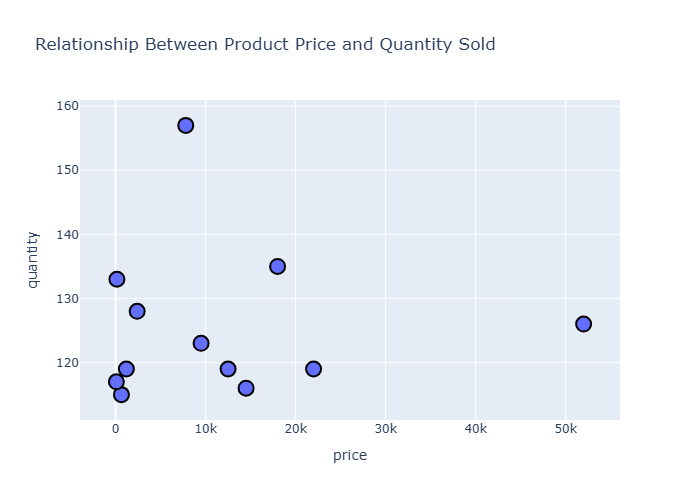 Relationship Between Product Price and Quantity Sold
160
150
140
130
120
quantity
0 10k 20k 30k 40k 50k
price